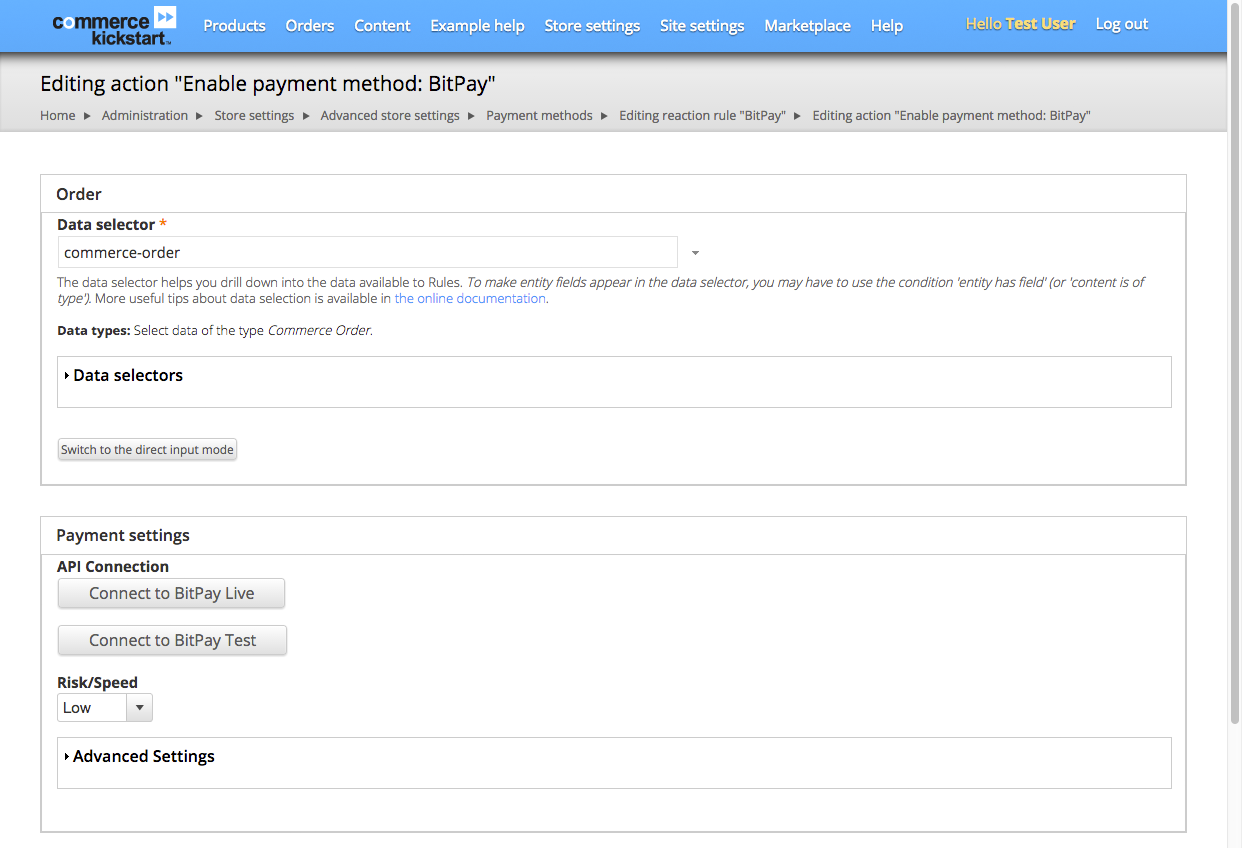 commerce kickstart™
Products Orders Content Example help Store settings Site settings Marketplace Help Hello Test User Log out
Editing action "Enable payment method: BitPay"
Home ▶ Administration ▶ Store settings ▶ Advanced store settings ▶ Payment methods ▶ Editing reaction rule "BitPay" ▶ Editing action "Enable payment method: BitPay"
Order
Data selector *
commerce-order
The data selector helps you drill down into the data available to Rules. To make entity fields appear in the data selector, you may have to use the condition 'entity has field' (or 'content is of
type'). More useful tips about data selection is available in the online documentation.
Data types: Select data of the type Commerce Order.
Data selectors
Switch to the direct input mode
Payment settings
API Connection
Connect to BitPay Live
Connect to BitPay Test
Risk/Speed
Low
Advanced Settings